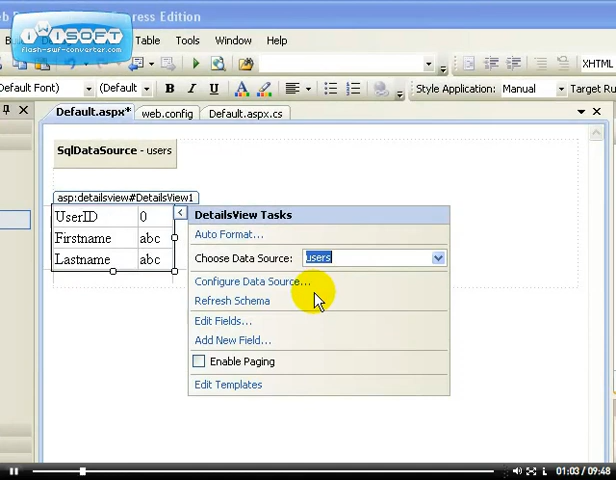 press Edition
iWiSOFT
flash-swf-converter.com
Table Tools Window Help
XHTML
Default Font) (Default B I U A Style Application: Manual Target Ru
Default.aspx* web.config Default.aspx.cs
SqlDataSource - users
asp:detailsview#DetailsView1
UserID 0
Firstname abc
Lastname abc
DetailsView Tasks
Auto Format...
Choose Data Source: users
Configure Data Source...
Refresh Schema
Edit Fields...
Add New Field...
Enable Paging
Edit Templates
01:03 / 09:48